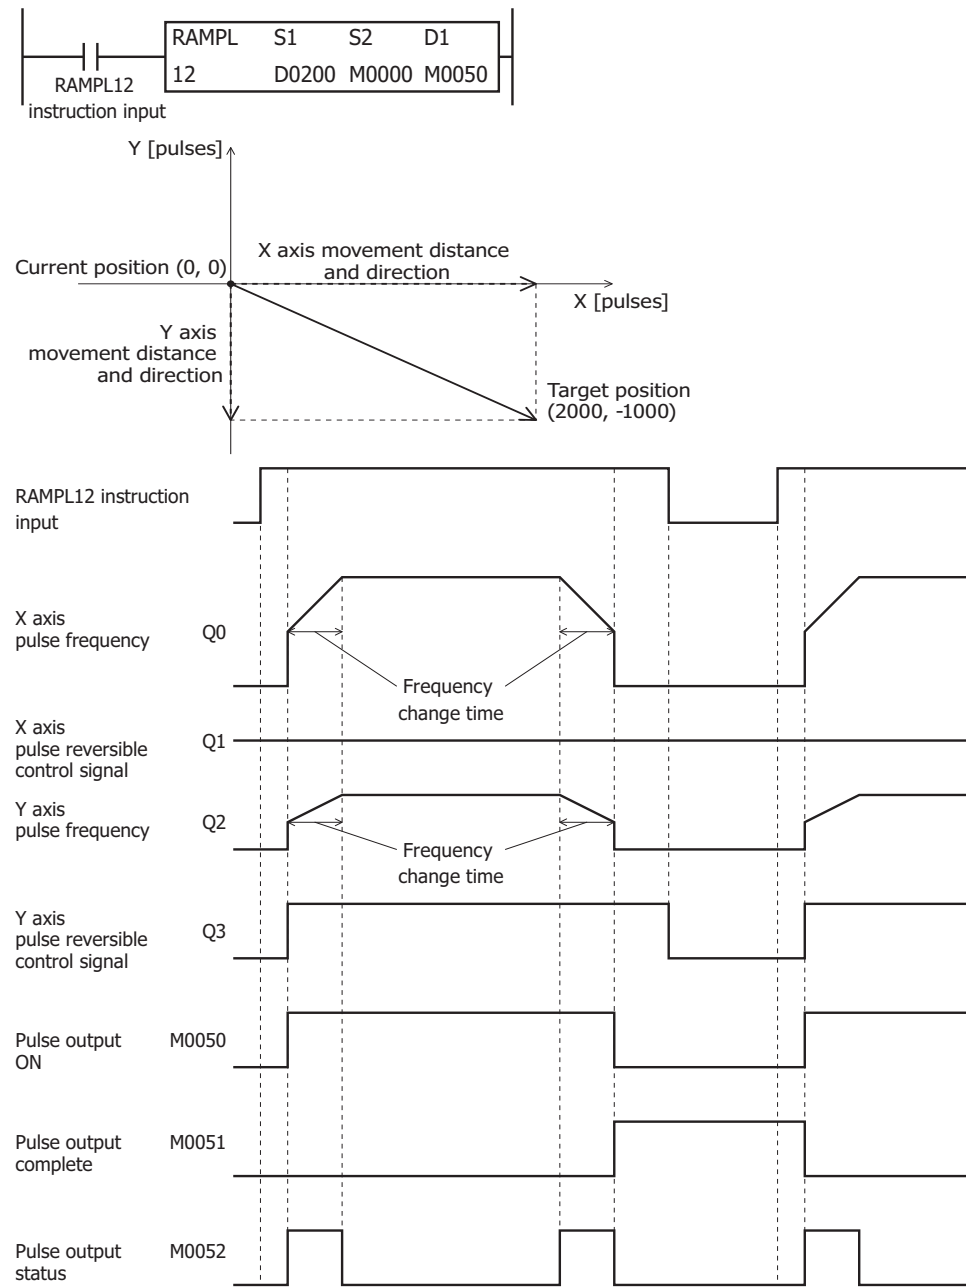 RAMPL S1 S2 D1
12 D0200 M0000 M0050
RAMPL12
instruction input
Y [pulses]
X axis movement distance
and direction
Current position (0, 0)
X [pulses]
Y axis
movement distance
and direction
Target position
(2000, -1000)
RAMPL12 instruction
input
X axis
pulse frequency
Q0
Frequency
change time
X axis
pulse reversible
control signal
Q1
Y axis
pulse frequency
Q2
Frequency
change time
Y axis
pulse reversible
control signal
Q3
Pulse output
ON
M0050
Pulse output
complete
M0051
Pulse output
status
M0052